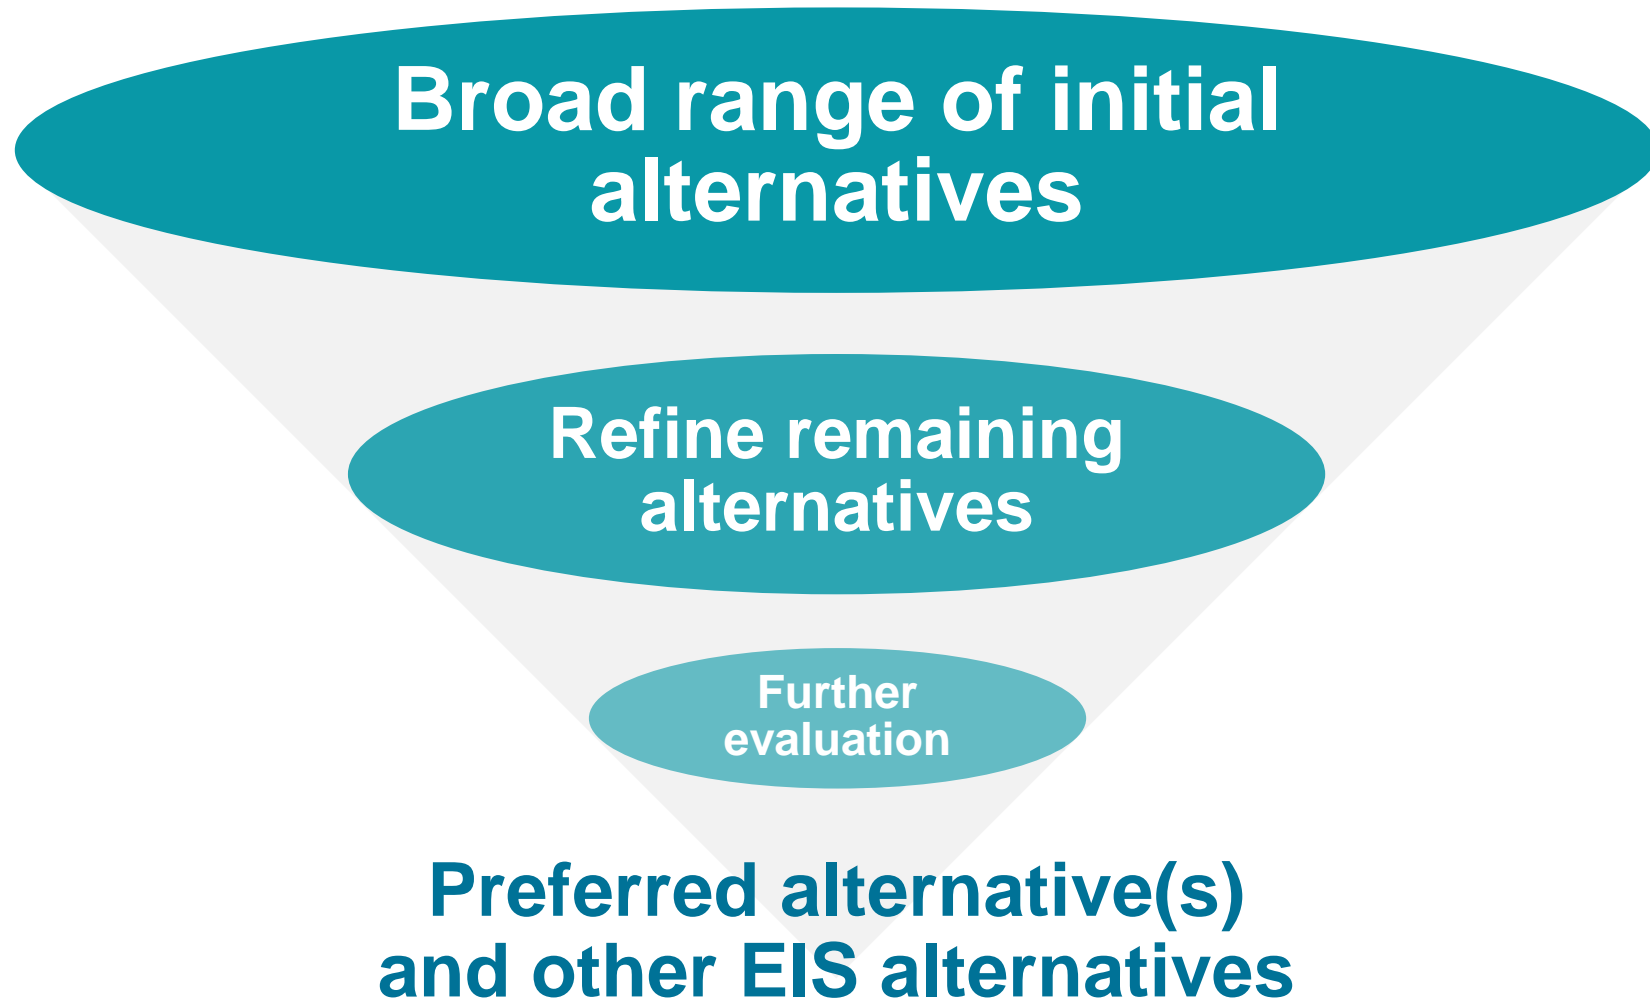 Broad range of initial
alternatives
Refine remaining
alternatives
Further
evaluation
Preferred alternative(s)
and other EIS alternatives